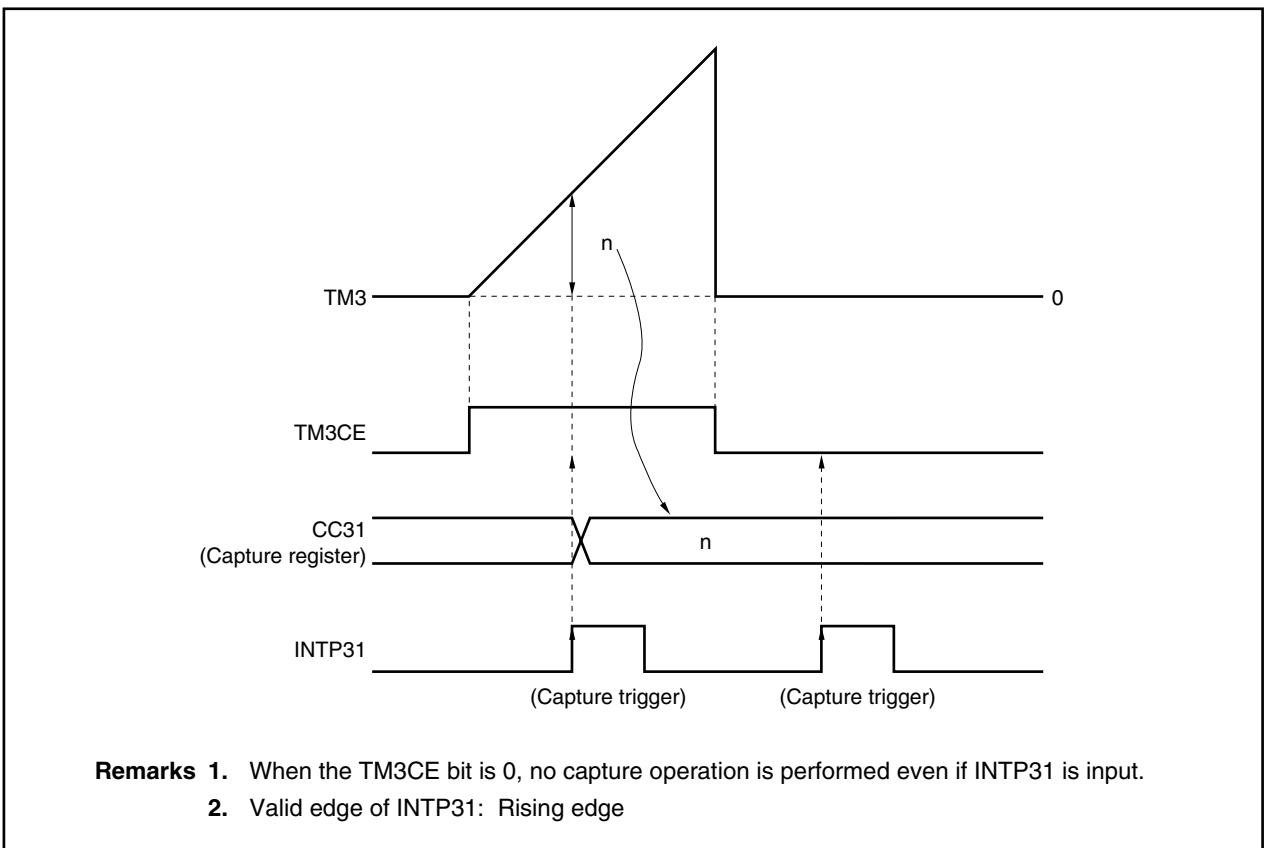 n
TM3
0
TM3CE
CC31
(Capture register)
n
INTP31
(Capture trigger)
(Capture trigger)
Remarks 1. When the TM3CE bit is 0, no capture operation is performed even if INTP31 is input.
2. Valid edge of INTP31: Rising edge